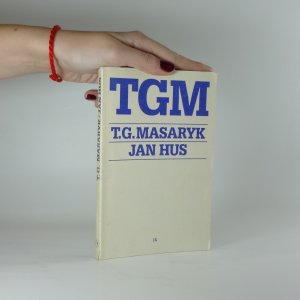 TGM
T.G. MASARYK
JAN HUS
T.G. MASARYK: JAN HUS